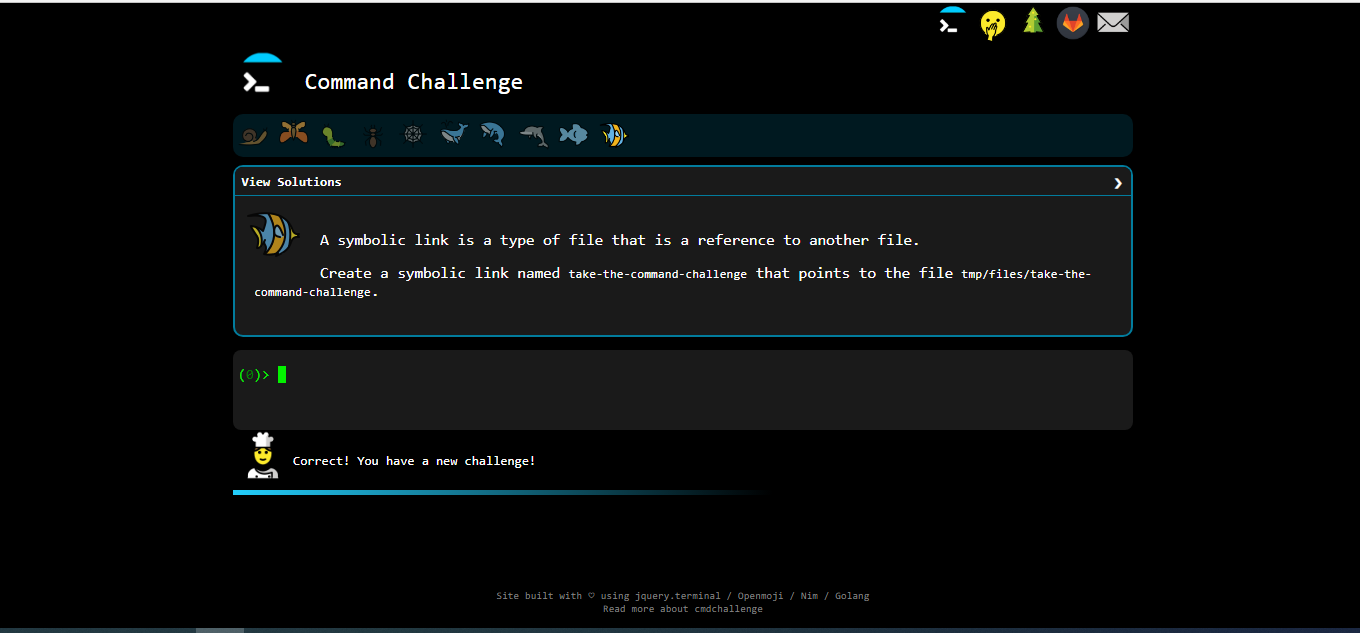 Command Challenge
View Solutions
A symbolic link is a type of file that is a reference to another file.
Create a symbolic link named take-the-command-challenge that points to the file tmp/files/take-the-
command-challenge.
(0)>
Correct! You have a new challenge!
Site built with ♡ using jquery.terminal / Openmoji / Nim / Golang
Read more about cmdchallenge